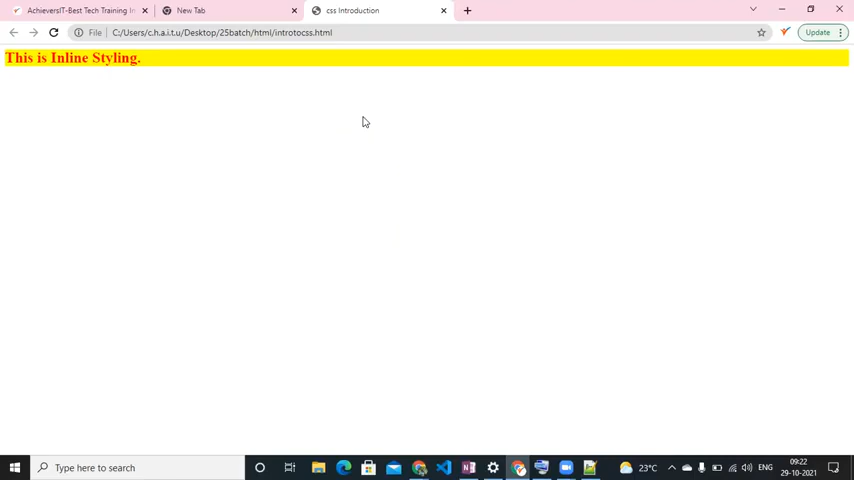 AchieversIT-Best Tech Training In
New Tab
css Introduction
File C:/Users/c.h.a.i.t.u/Desktop/25batch/html/introtocss.html
Update
This is Inline Styling.
Type here to search
23°C
ENG
09:22
29-10-2021